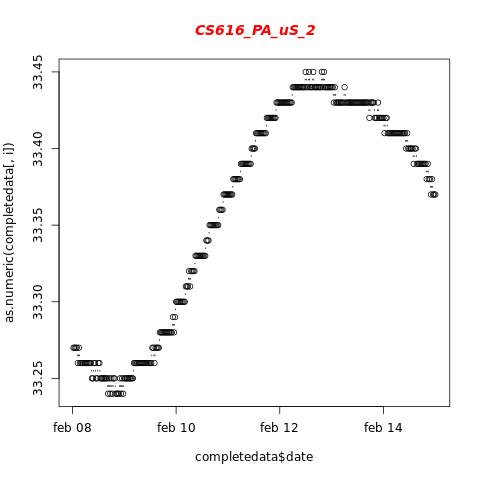 CS616_PA_uS_2
as.numeric(completedata[, i])
33.45
33.40
33.35
33.30
33.25
feb 08
feb 10
feb 12
feb 14
completedata$date